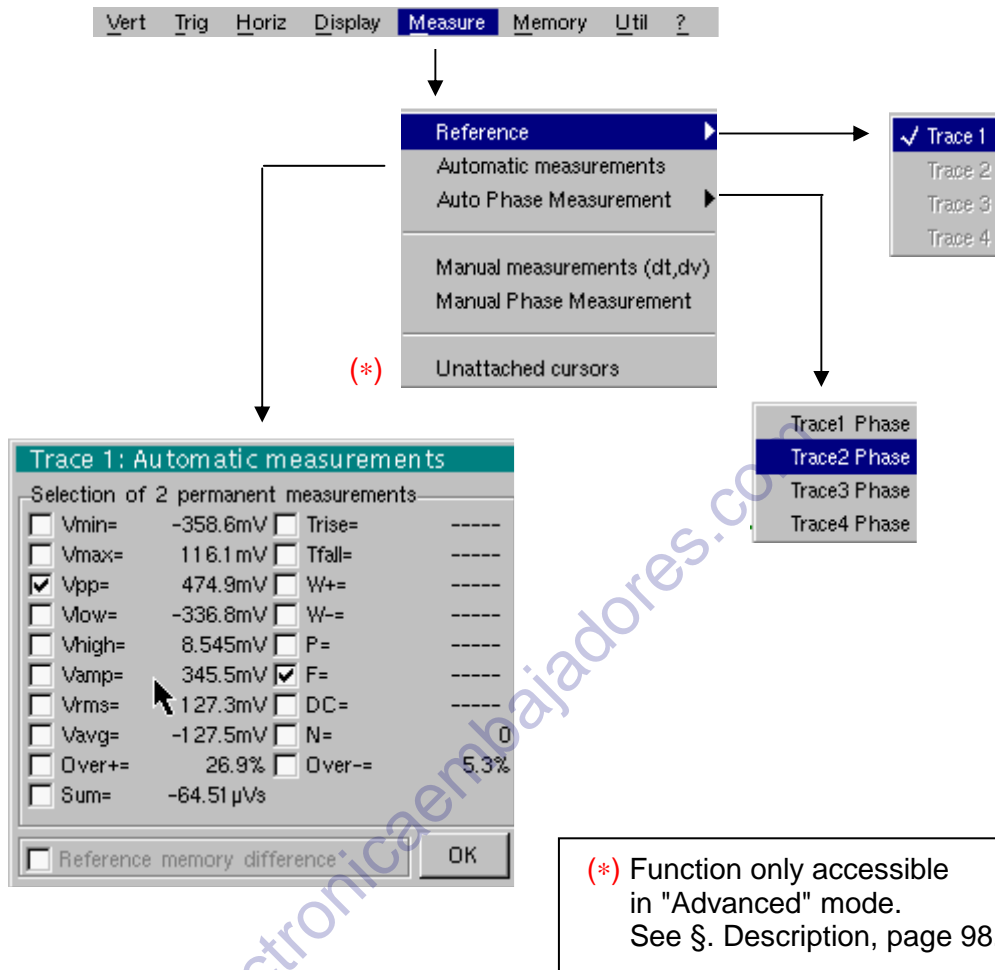 Vert Trig Horiz Display Measure Memory Util ?
Reference
Automatic measurements
Auto Phase Measurement
Manual measurements (dt,dv)
Manual Phase Measurement
(*) Unattached cursors
✓ Trace 1
Trace 2
Trace 3
Trace 4
Trace1 Phase
Trace2 Phase
Trace3 Phase
Trace4 Phase
Trace 1: Automatic measurements
Selection of 2 permanent measurements
Vmin= -358.6mV Trise= -----
Vmax= 116.1mV Tfall= -----
Vpp= 474.9mV W+= -----
Vlow= -336.8mV W-= -----
Vhigh= 8.545mV P= -----
Vamp= 345.5mV F= -----
Vrms= 127.3mV DC= -----
Vavg= -127.5mV N= 0
Over+= 26.9% Over-= 5.3%
Sum= -64.51µVs
Reference memory difference OK
(*) Function only accessible
in "Advanced" mode.
See §. Description, page 98
ctronicaembajadores.com